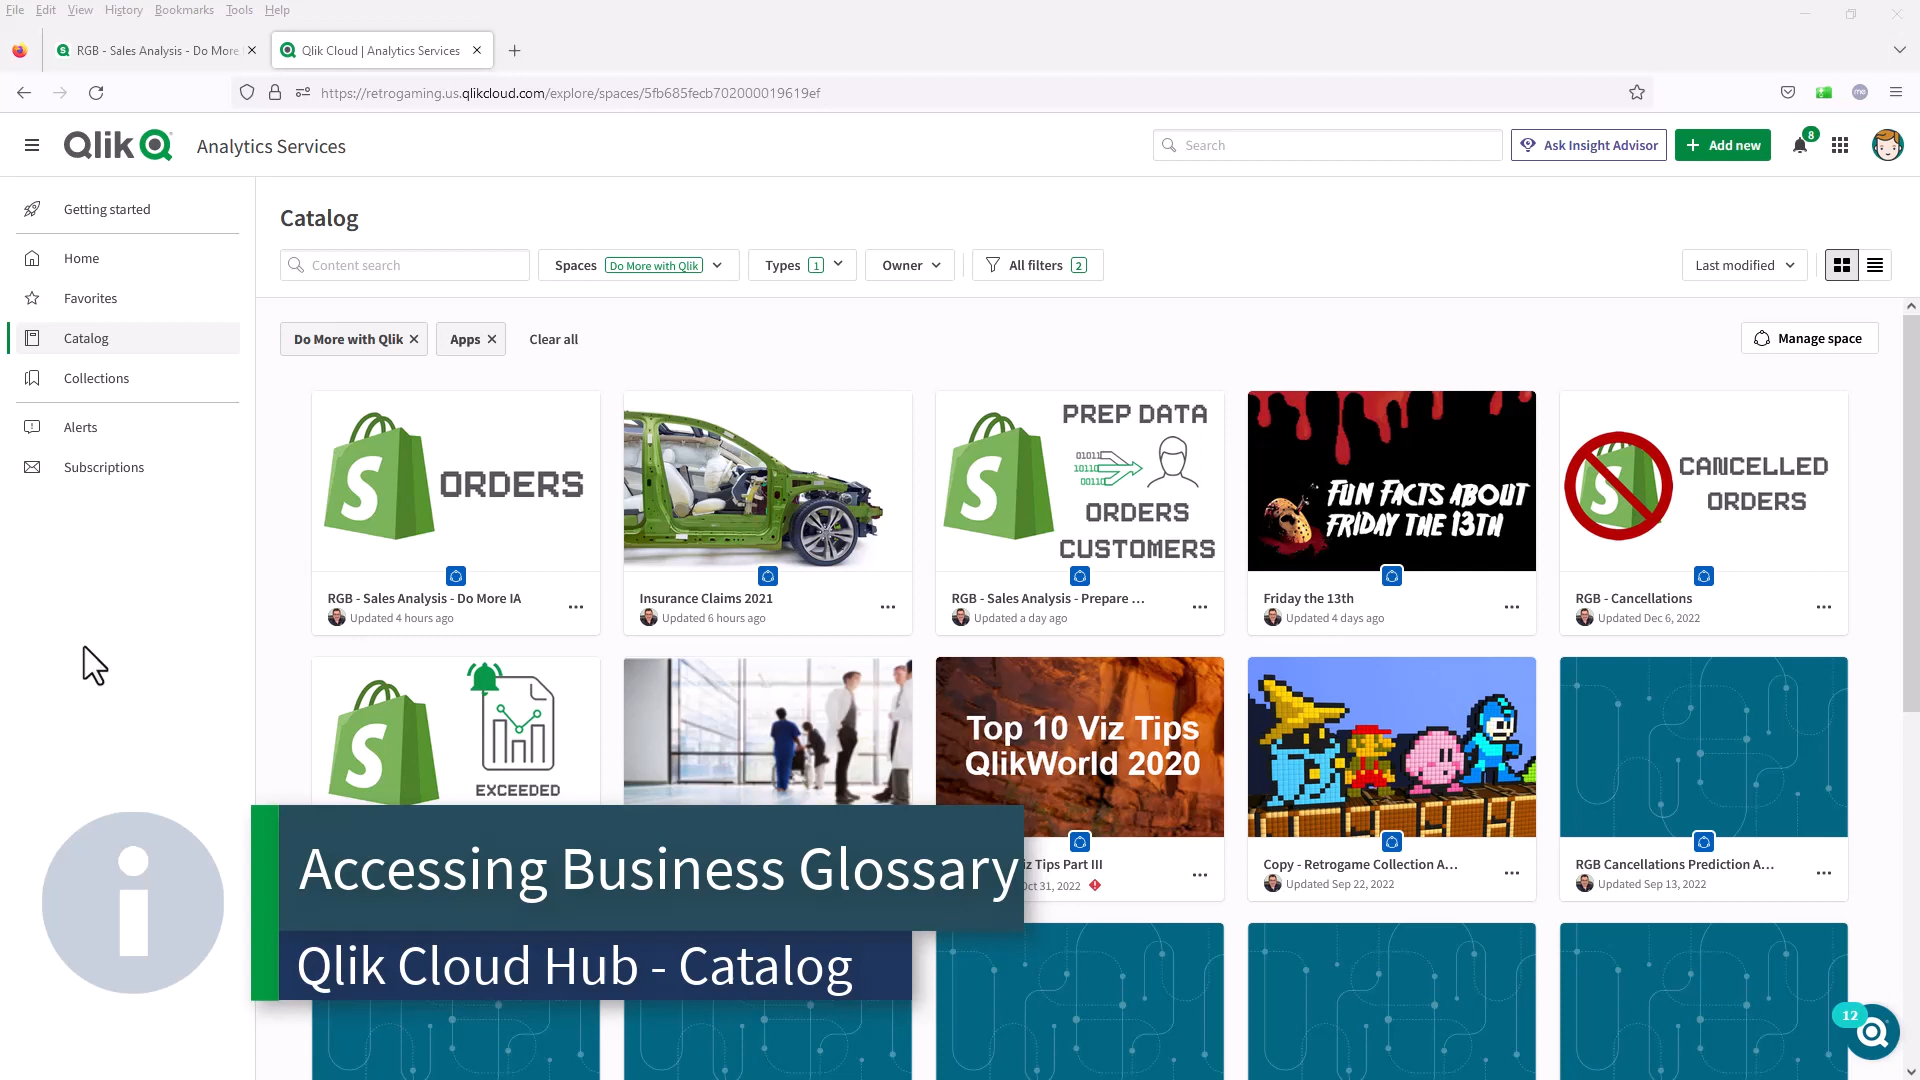 File Edit View History Bookmarks Tools Help
RGB - Sales Analysis - Do More
Qlik Cloud | Analytics Services
https://retrogaming.us.qlikcloud.com/explore/spaces/5fb685fecb702000019619ef
Qlik Analytics Services
Search
Ask Insight Advisor
Add new
8
Getting started
Home
Favorites
Catalog
Collections
Alerts
Subscriptions
Catalog
Content search
Spaces Do More with Qlik
Types 1
Owner
All filters 2
Last modified
Do More with Qlik
Apps
Clear all
Manage space
S ORDERS
RGB - Sales Analysis - Do More IA
Updated 4 hours ago
Insurance Claims 2021
Updated 6 hours ago
S PREP DATA
01011
10110
00110
ORDERS
CUSTOMERS
RGB - Sales Analysis - Prepare ...
Updated a day ago
FUN FACTS ABOUT
FRIDAY THE 13TH
Friday the 13th
Updated 4 days ago
S CANCELLED
ORDERS
RGB - Cancellations
Updated Dec 6, 2022
S EXCEEDED
Top 10 Viz Tips
QlikWorld 2020
iz Tips Part III
Oct 31, 2022
Copy - Retrogame Collection A...
Updated Sep 22, 2022
RGB Cancellations Prediction A...
Updated Sep 13, 2022
Accessing Business Glossary
Qlik Cloud Hub - Catalog
12